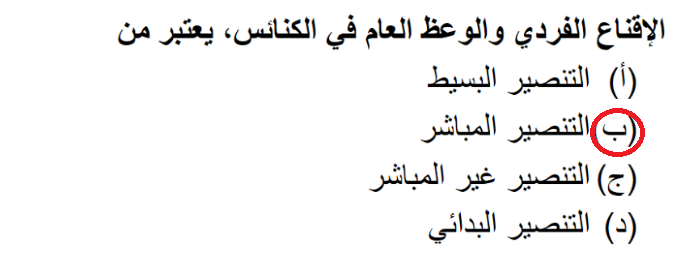 الإقناع الفردي والوعظ العام في الكنائس، يعتبر من
(أ) التنصير البسيط
(ب) التنصير المباشر
(ج) التنصير غير المباشر
(د) التنصير البدائي